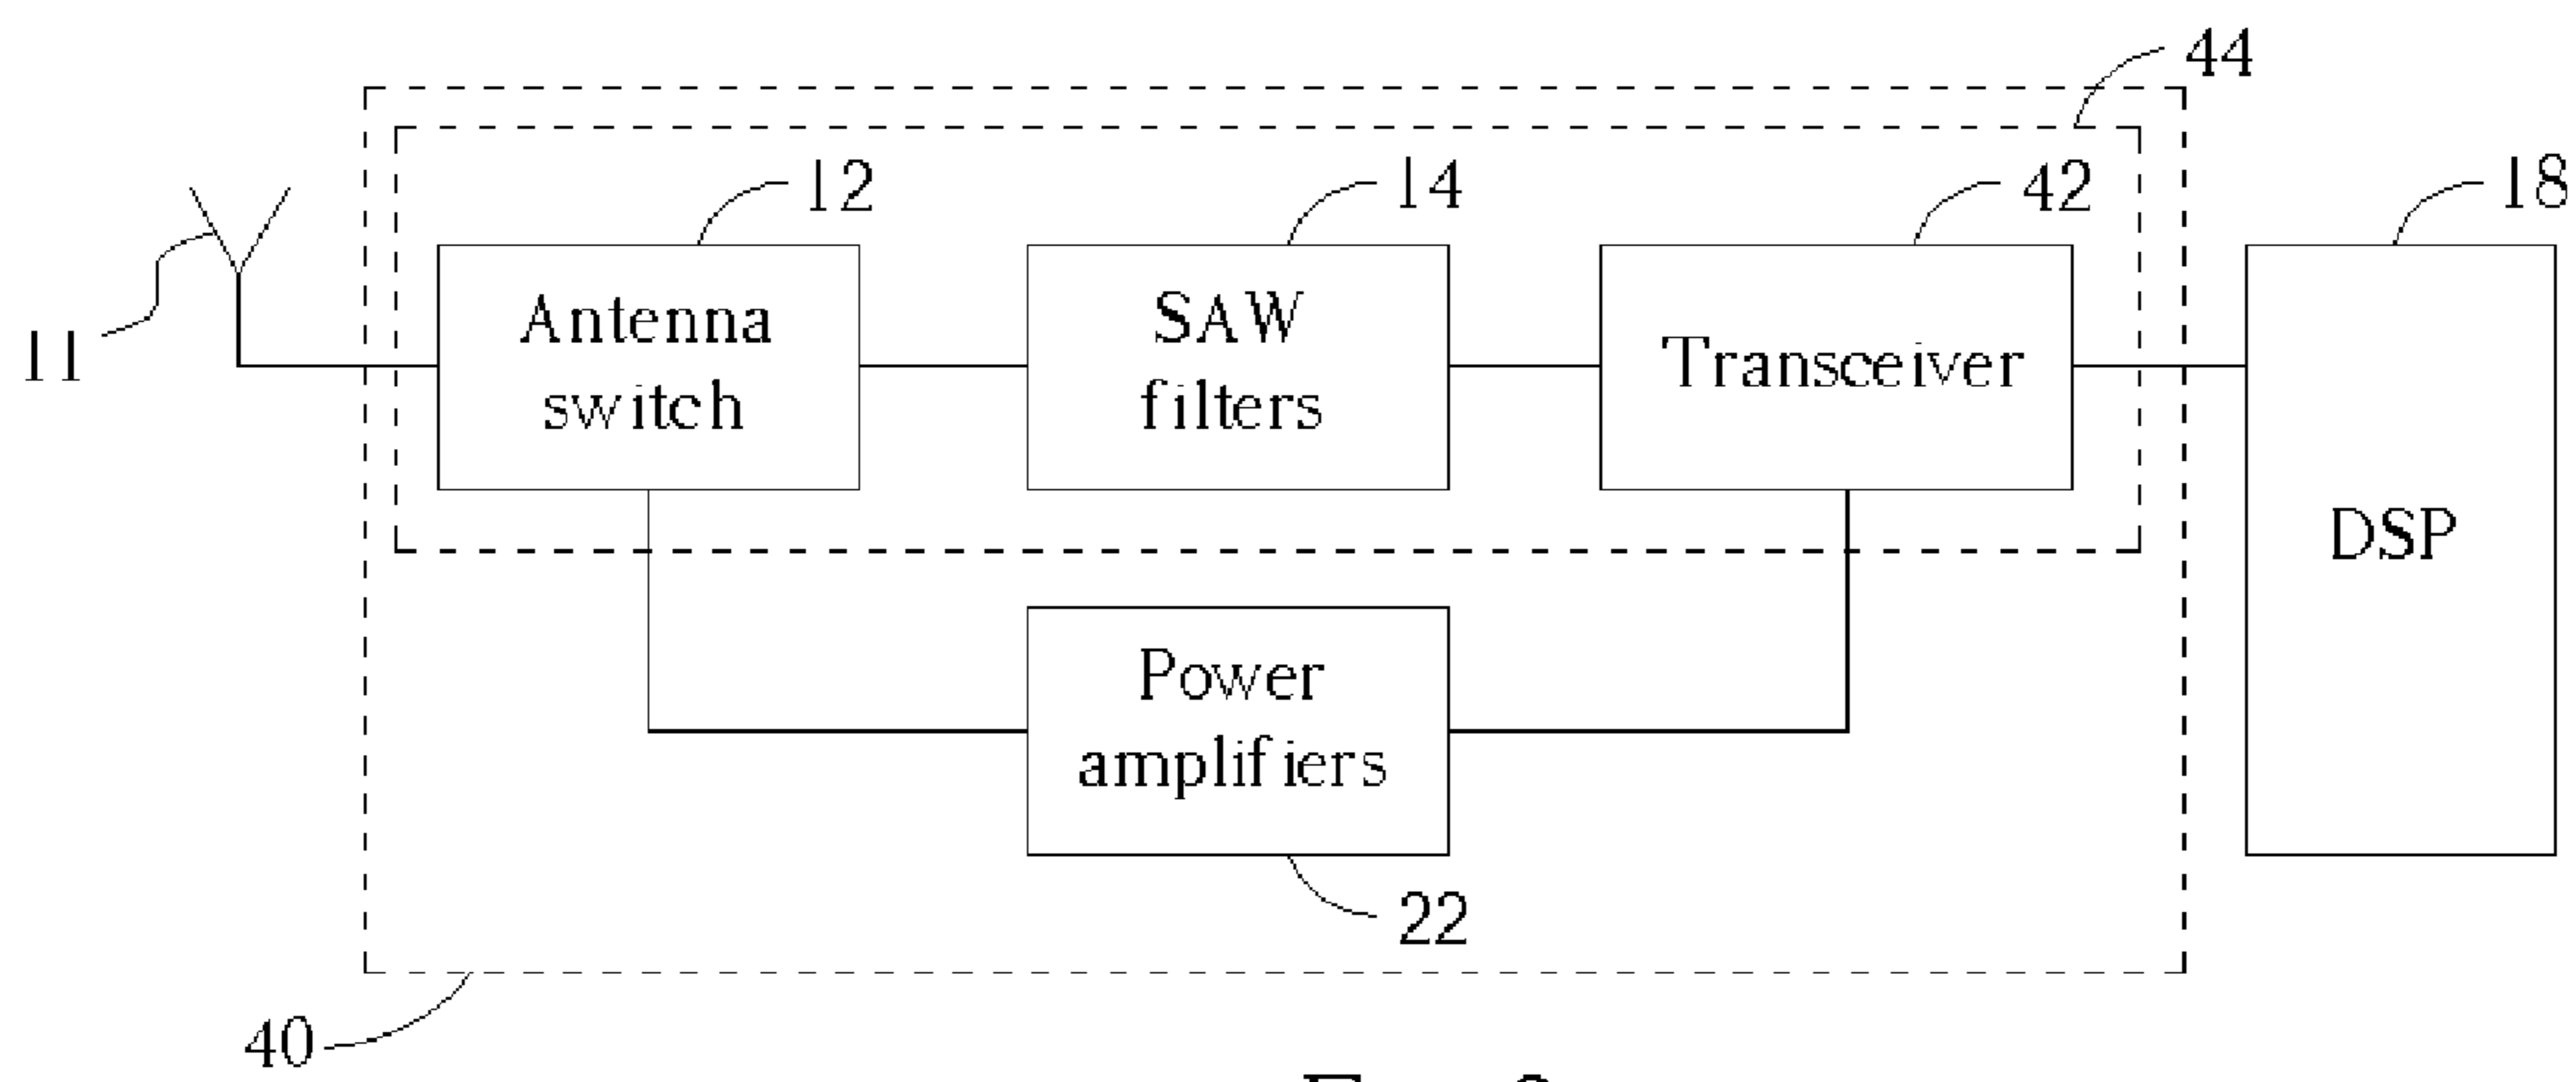 44
12
14
42
18
11
Antenna
switch
SAW
filters
Transceiver
DSP
Power
amplifiers
22
40